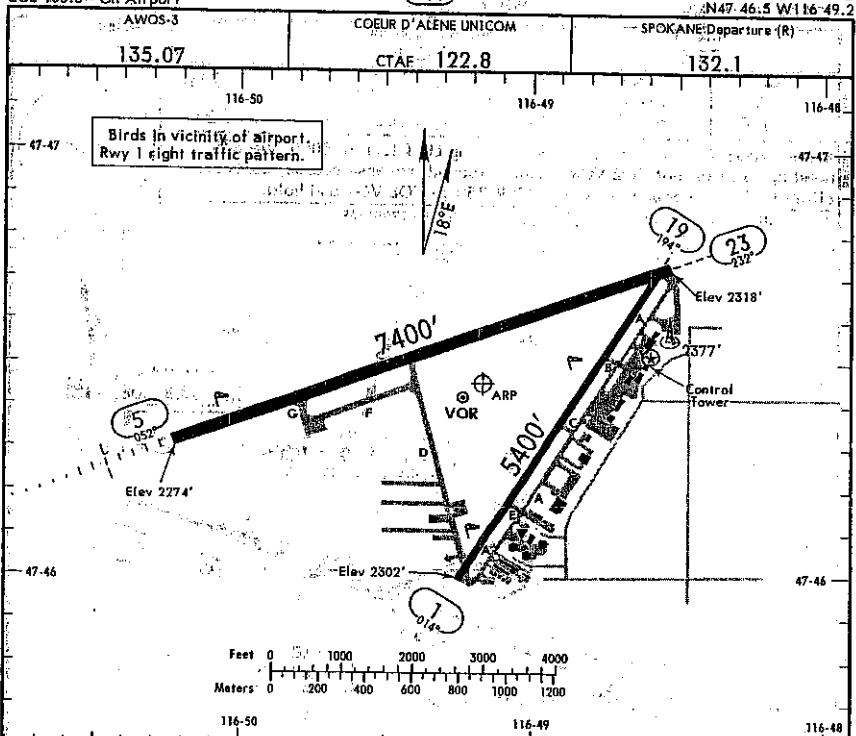 On Airport
N47 46.5 W116 49.2
AWOS-3
135.07
COEUR D'ALENE UNICOM
CTAF 122.8
SPOKANE Departure (R)
132.1
116-50
116-49
116-48
47-47
47-47
Birds in vicinity of airport.
Rwy 1 right traffic pattern.
18°E
19
194°
23
232°
Elev 2318'
7400'
A
2377'
B
ARP
VOR
Control
Tower
5
052°
G
F
C
D
5400'
Elev 2274'
A
E
A
47-46
Elev 2302'
47-46
1
014°
Feet 0 1000 2000 3000 4000
Meters 0 200 400 600 800 1000 1200
116-50
116-49
116-48